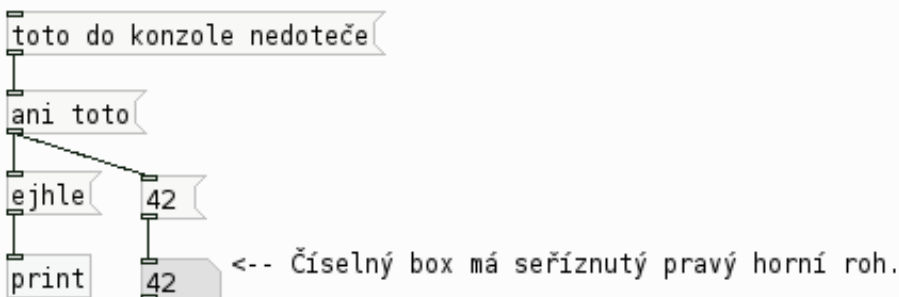 toto do konzole nedoteče
ani toto
ejhle
42
print
42
<-- Číselný box má seříznutý pravý horní roh.